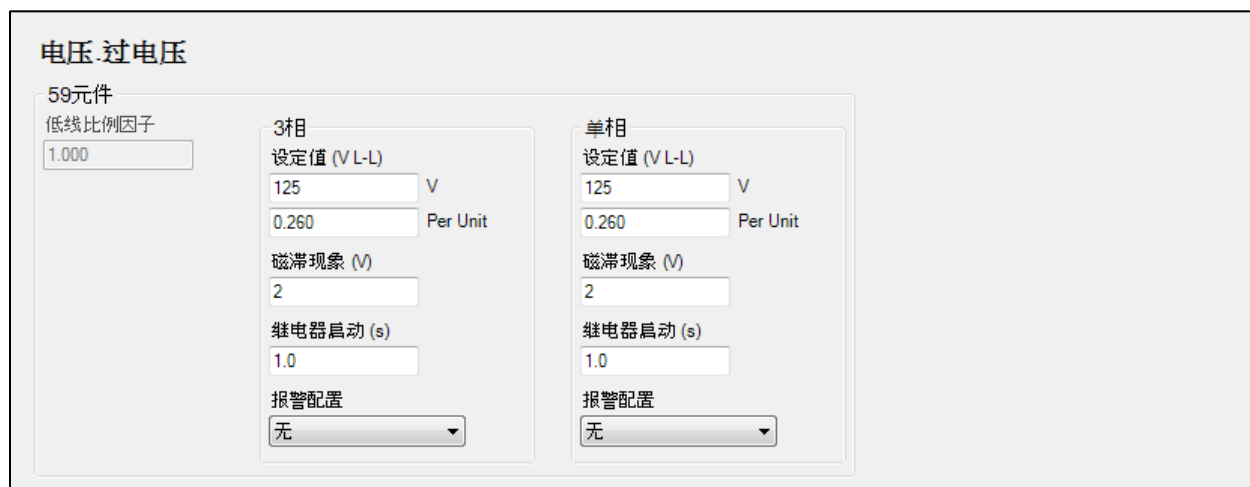 电压-过电压
59元件
低线比例因子
1.000
3相
设定值 (V L-L)
125 V
0.260 Per Unit
磁滞现象 (V)
2
继电器启动 (s)
1.0
报警配置
无
单相
设定值 (V L-L)
125 V
0.260 Per Unit
磁滞现象 (V)
2
继电器启动 (s)
1.0
报警配置
无